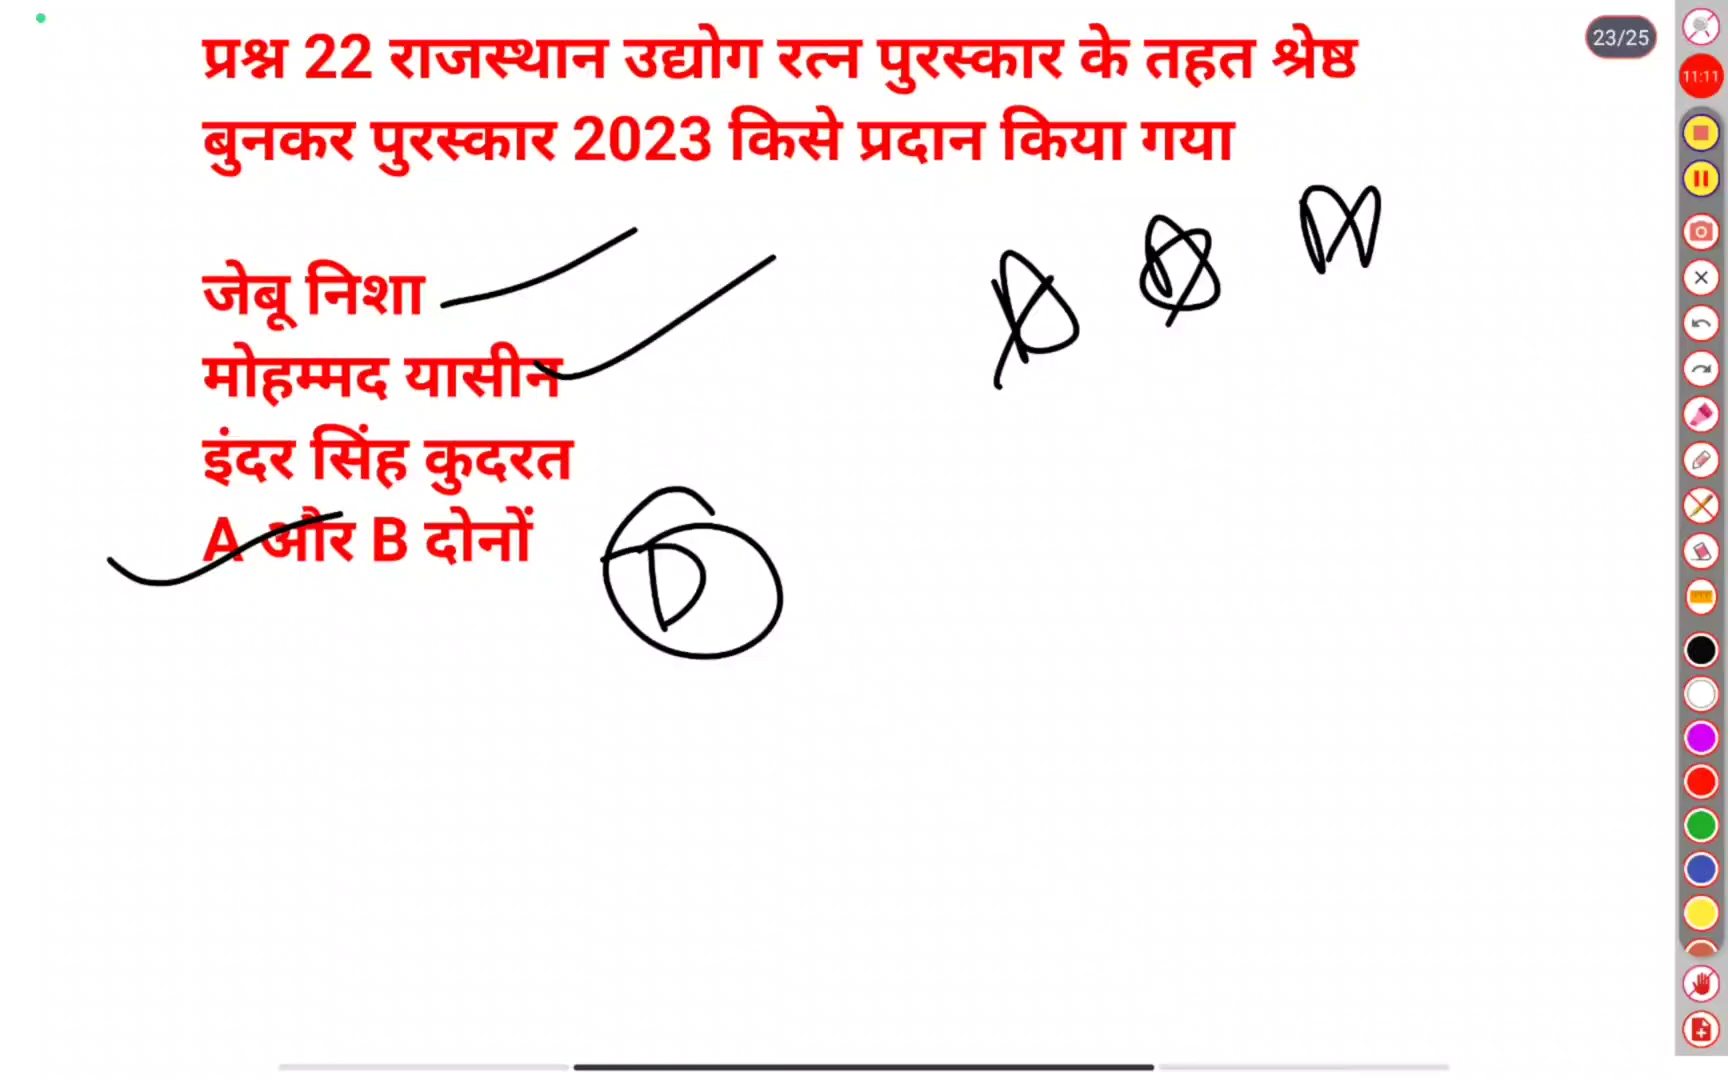 प्रश्न 22 राजस्थान उद्योग रत्न पुरस्कार के तहत श्रेष्ठ
बुनकर पुरस्कार 2023 किसे प्रदान किया गया
जेबू निशा
मोहम्मद यासीन
इंदर सिंह कुदरत
A और B दोनों
D
23/25
11:11